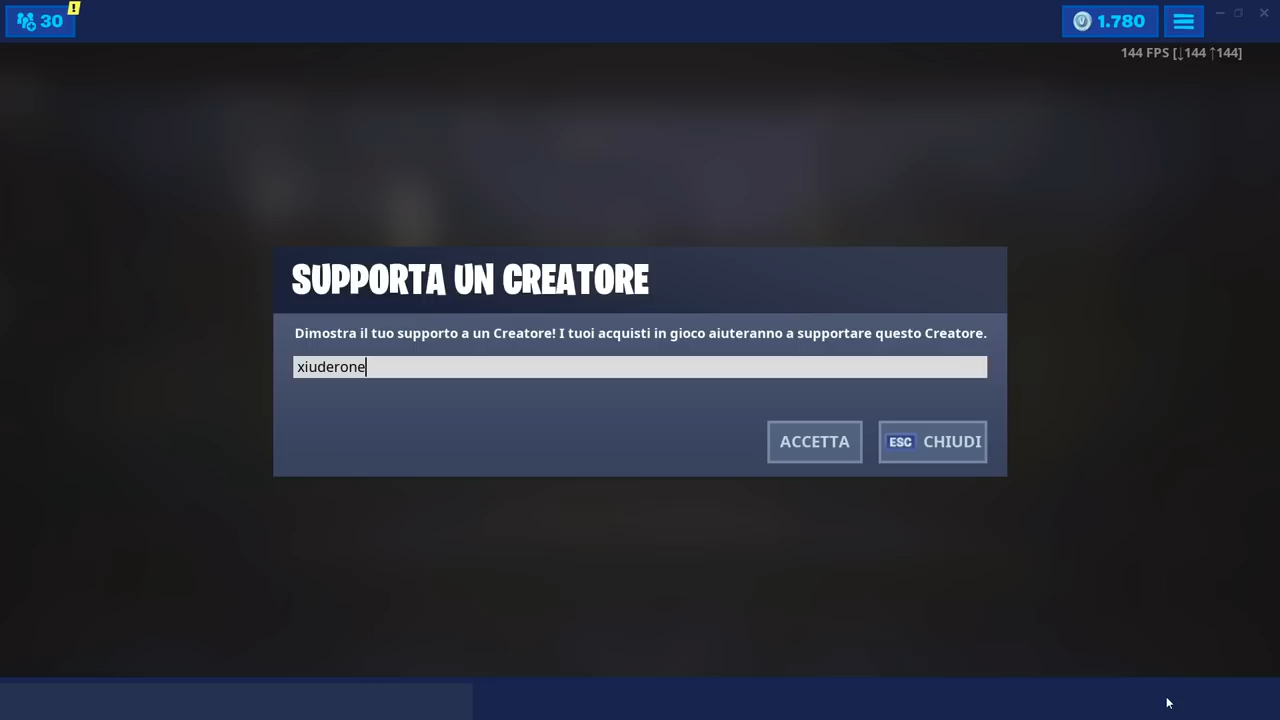 30
!
1.780
144 FPS [↓144 ↑144]
SUPPORTA UN CREATORE
Dimostra il tuo supporto a un Creatore! I tuoi acquisti in gioco aiuteranno a supportare questo Creatore.
xiuderone
ACCETTA
ESC CHIUDI